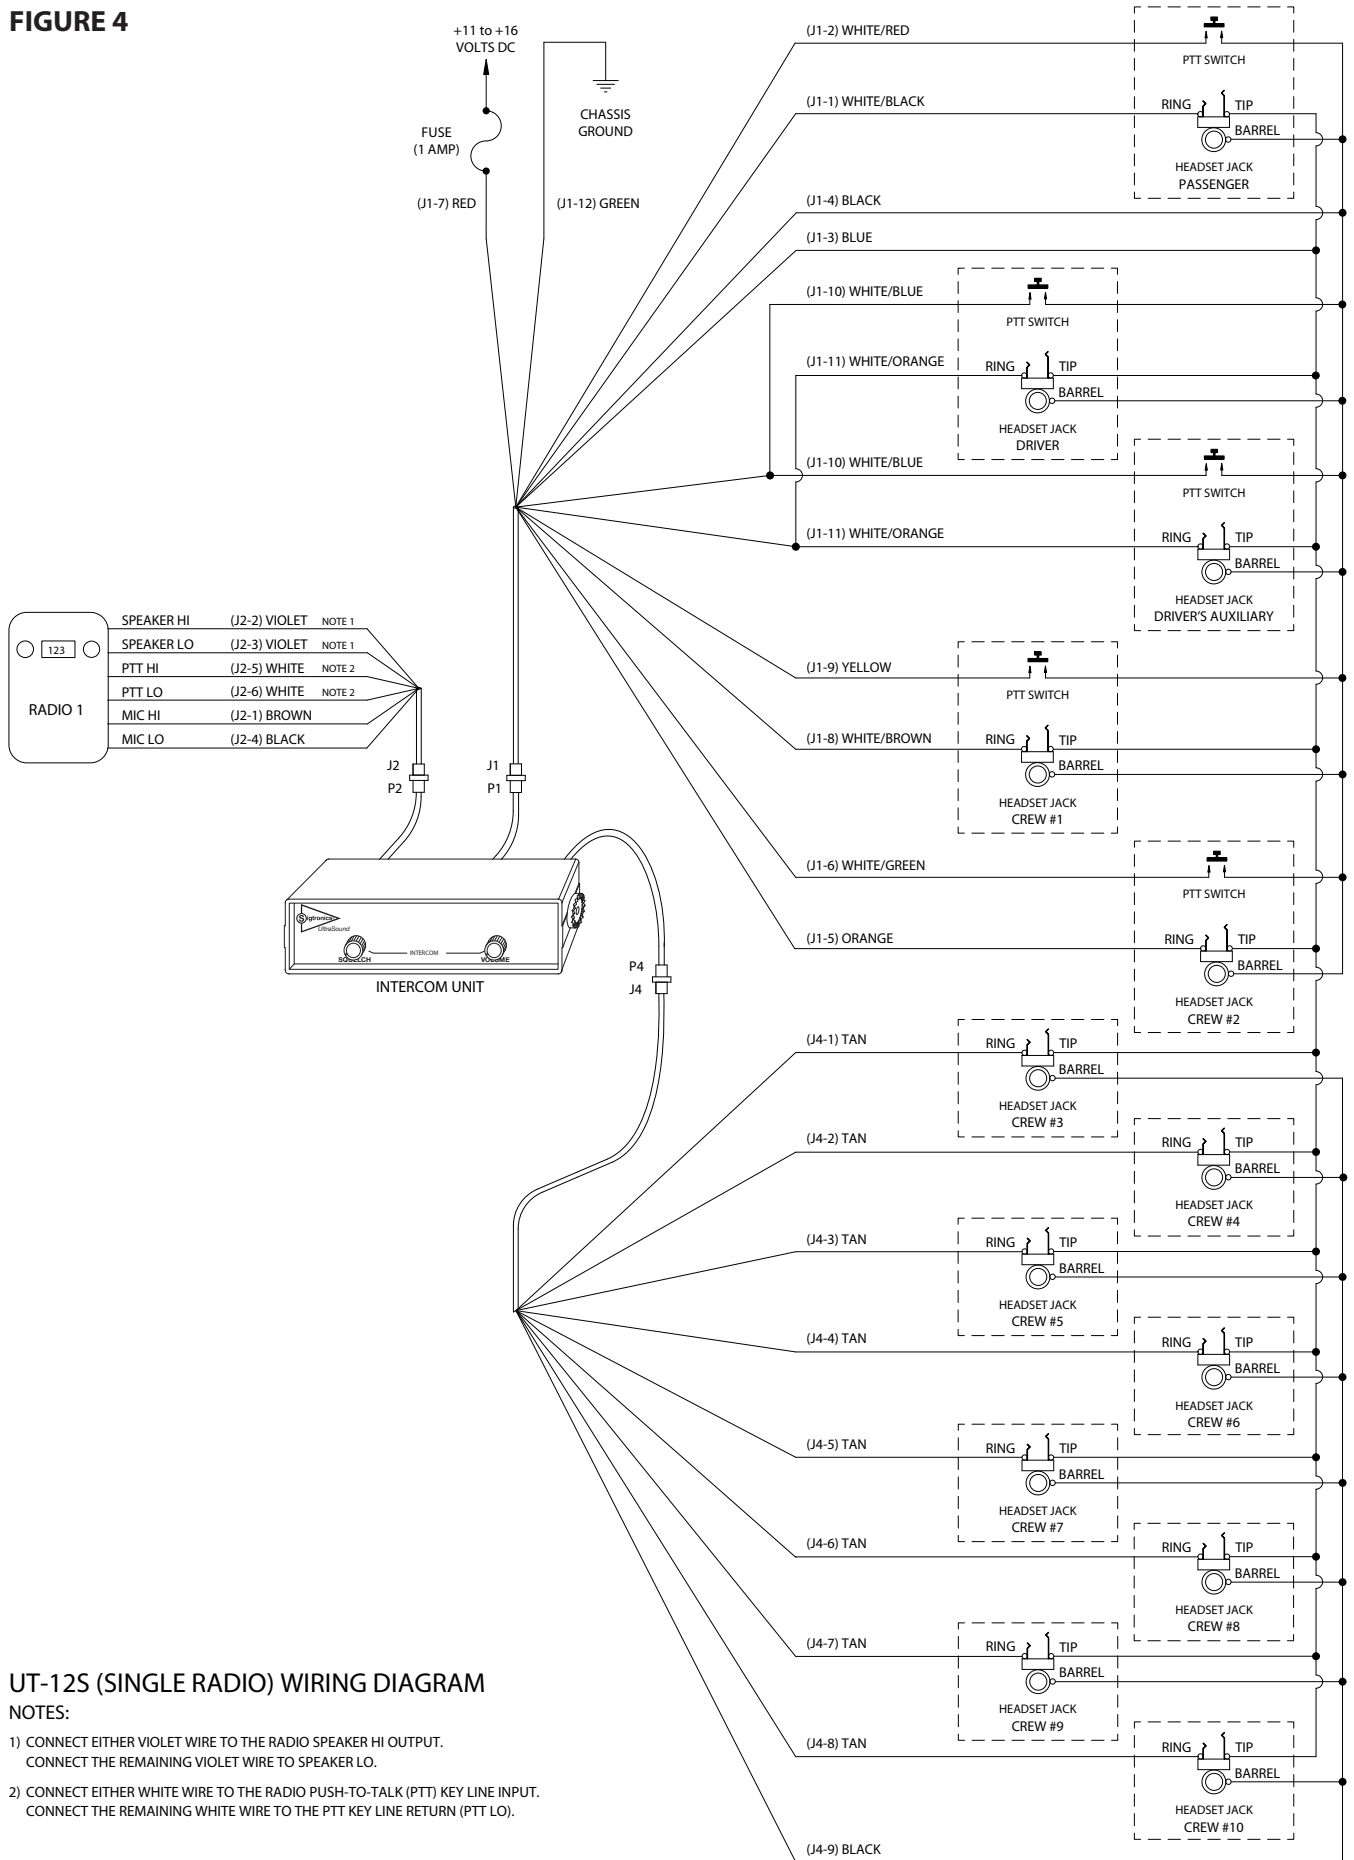 FIGURE 4
+11 to +16
VOLTS DC
CHASSIS
GROUND
FUSE
(1 AMP)
(J1-7) RED
(J1-12) GREEN
(J1-2) WHITE/RED
PTT SWITCH
(J1-1) WHITE/BLACK
RING
TIP
BARREL
HEADSET JACK
PASSENGER
(J1-4) BLACK
(J1-3) BLUE
(J1-10) WHITE/BLUE
PTT SWITCH
(J1-11) WHITE/ORANGE
RING
TIP
BARREL
HEADSET JACK
DRIVER
(J1-10) WHITE/BLUE
PTT SWITCH
(J1-11) WHITE/ORANGE
RING
TIP
BARREL
HEADSET JACK
DRIVER'S AUXILIARY
123
RADIO 1
SPEAKER HI (J2-2) VIOLET NOTE 1
SPEAKER LO (J2-3) VIOLET NOTE 1
PTT HI (J2-5) WHITE NOTE 2
PTT LO (J2-6) WHITE NOTE 2
MIC HI (J2-1) BROWN
MIC LO (J2-4) BLACK
J2
P2
J1
P1
(J1-9) YELLOW
PTT SWITCH
(J1-8) WHITE/BROWN
RING
TIP
BARREL
HEADSET JACK
CREW #1
(J1-6) WHITE/GREEN
PTT SWITCH
(J1-5) ORANGE
RING
TIP
BARREL
HEADSET JACK
CREW #2
Sigtronics
UltraSound
SQUELCH
INTERCOM
VOLUME
INTERCOM UNIT
P4
J4
(J4-1) TAN
RING
TIP
BARREL
HEADSET JACK
CREW #3
(J4-2) TAN
RING
TIP
BARREL
HEADSET JACK
CREW #4
(J4-3) TAN
RING
TIP
BARREL
HEADSET JACK
CREW #5
(J4-4) TAN
RING
TIP
BARREL
HEADSET JACK
CREW #6
(J4-5) TAN
RING
TIP
BARREL
HEADSET JACK
CREW #7
(J4-6) TAN
RING
TIP
BARREL
HEADSET JACK
CREW #8
(J4-7) TAN
RING
TIP
BARREL
HEADSET JACK
CREW #9
(J4-8) TAN
RING
TIP
BARREL
HEADSET JACK
CREW #10
(J4-9) BLACK
UT-12S (SINGLE RADIO) WIRING DIAGRAM
NOTES:
1) CONNECT EITHER VIOLET WIRE TO THE RADIO SPEAKER HI OUTPUT.
CONNECT THE REMAINING VIOLET WIRE TO SPEAKER LO.
2) CONNECT EITHER WHITE WIRE TO THE RADIO PUSH-TO-TALK (PTT) KEY LINE INPUT.
CONNECT THE REMAINING WHITE WIRE TO THE PTT KEY LINE RETURN (PTT LO).